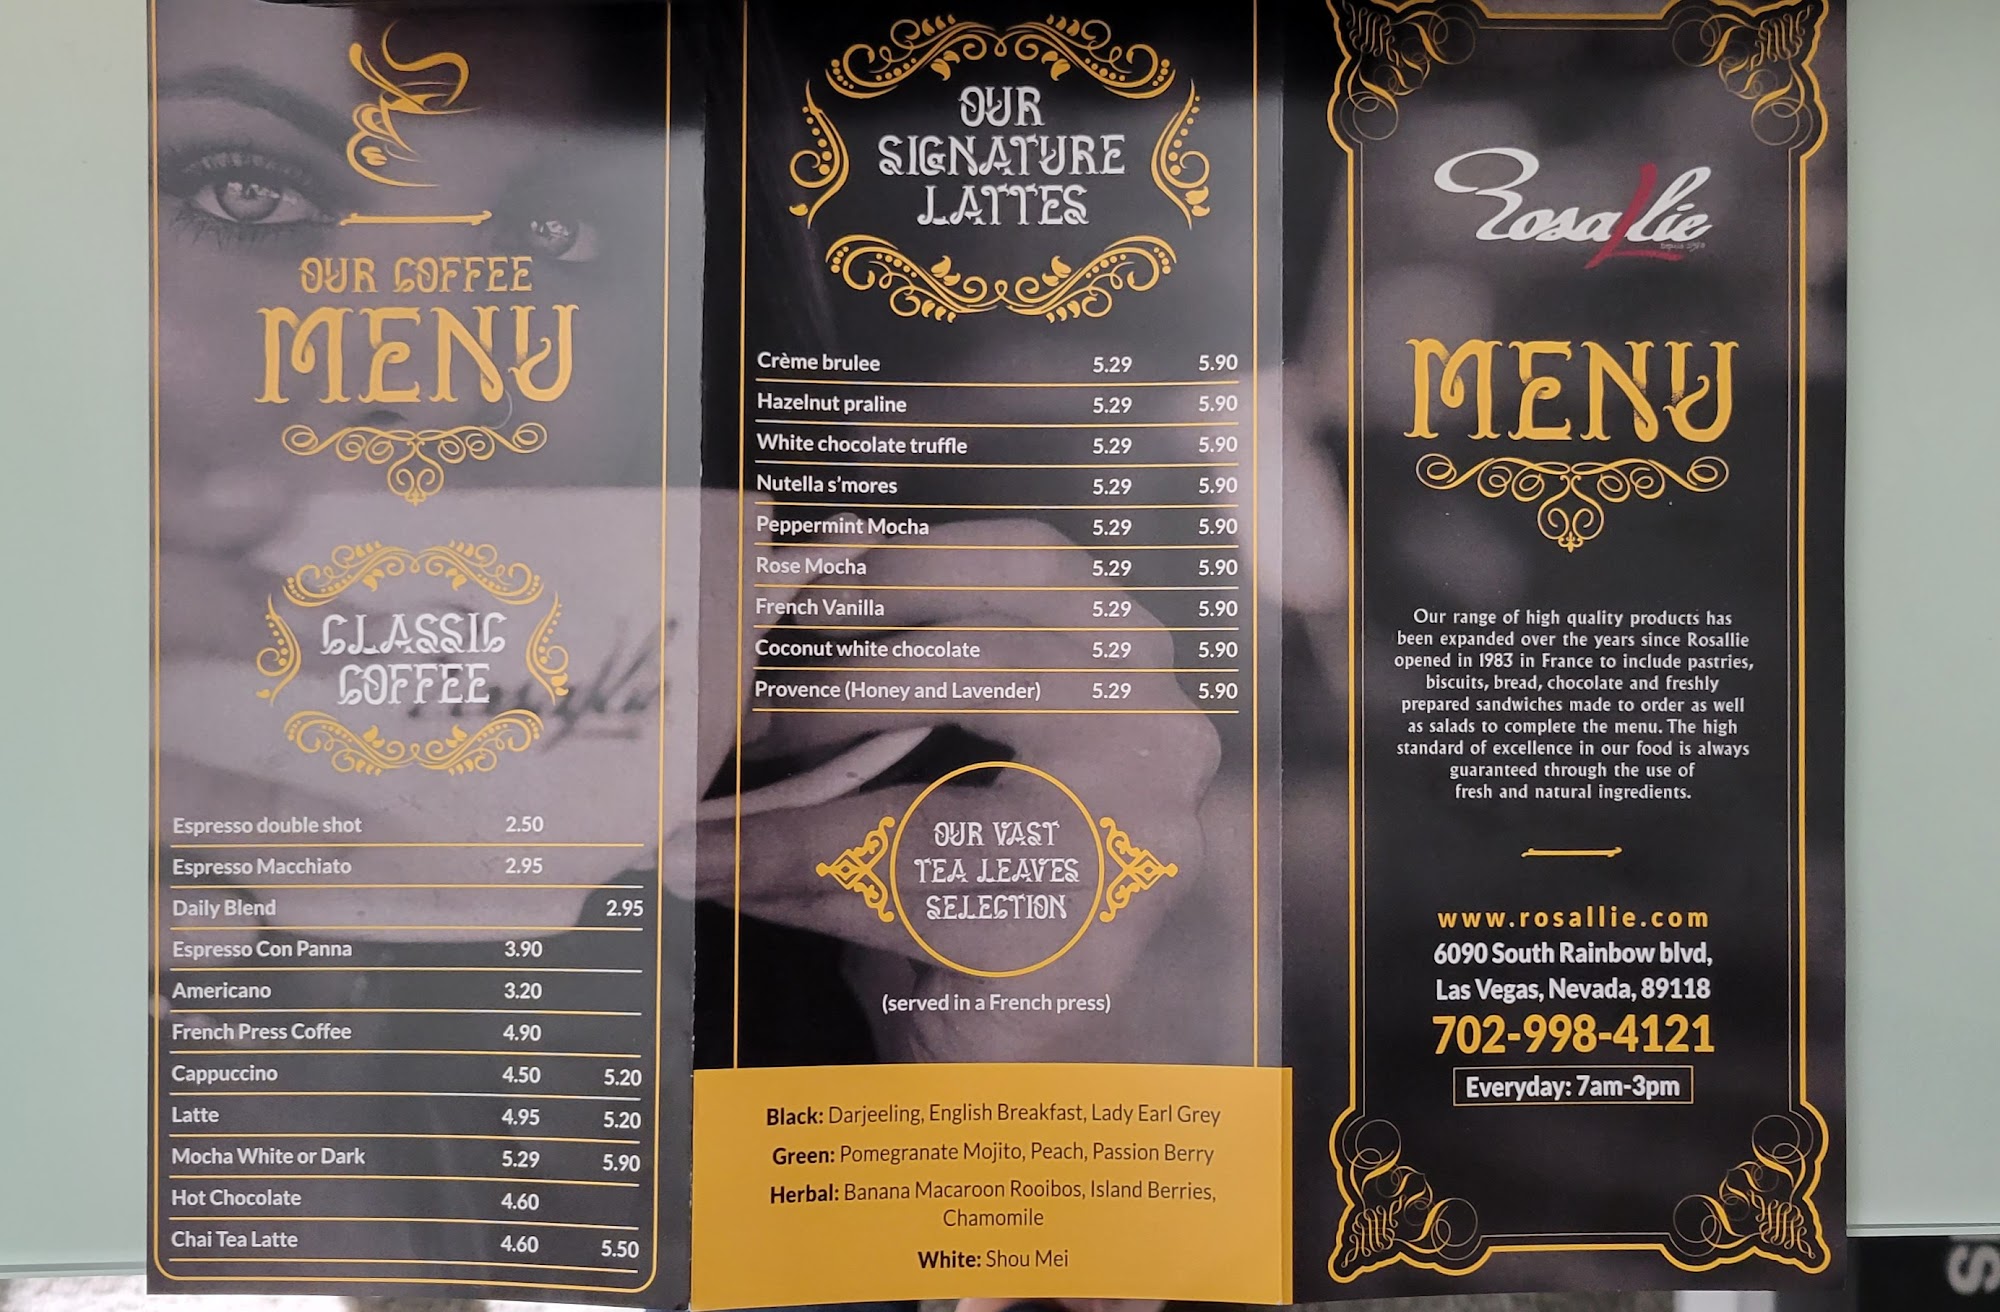 OUR COFFEE
MENU
CLASSIC
COFFEE
Espresso double shot 2.50
Espresso Macchiato 2.95
Daily Blend 2.95
Espresso Con Panna 3.90
Americano 3.20
French Press Coffee 4.90
Cappuccino 4.50 5.20
Latte 4.95 5.20
Mocha White or Dark 5.29 5.90
Hot Chocolate 4.60
Chai Tea Latte 4.60 5.50
OUR
SIGNATURE
LATTES
Crème brulee 5.29 5.90
Hazelnut praline 5.29 5.90
White chocolate truffle 5.29 5.90
Nutella s'mores 5.29 5.90
Peppermint Mocha 5.29 5.90
Rose Mocha 5.29 5.90
French Vanilla 5.29 5.90
Coconut white chocolate 5.29 5.90
Provence (Honey and Lavender) 5.29 5.90
OUR VAST
TEA LEAVES
SELECTION
(served in a French press)
Black: Darjeeling, English Breakfast, Lady Earl Grey
Green: Pomegranate Mojito, Peach, Passion Berry
Herbal: Banana Macaroon Rooibos, Island Berries,
Chamomile
White: Shou Mei
RosaLlie
MENU
Our range of high quality products has
been expanded over the years since Rosallie
opened in 1983 in France to include pastries,
biscuits, bread, chocolate and freshly
prepared sandwiches made to order as well
as salads to complete the menu. The high
standard of excellence in our food is always
guaranteed through the use of
fresh and natural ingredients.
www.rosallie.com
6090 South Rainbow blvd,
Las Vegas, Nevada, 89118
702-998-4121
Everyday: 7am-3pm